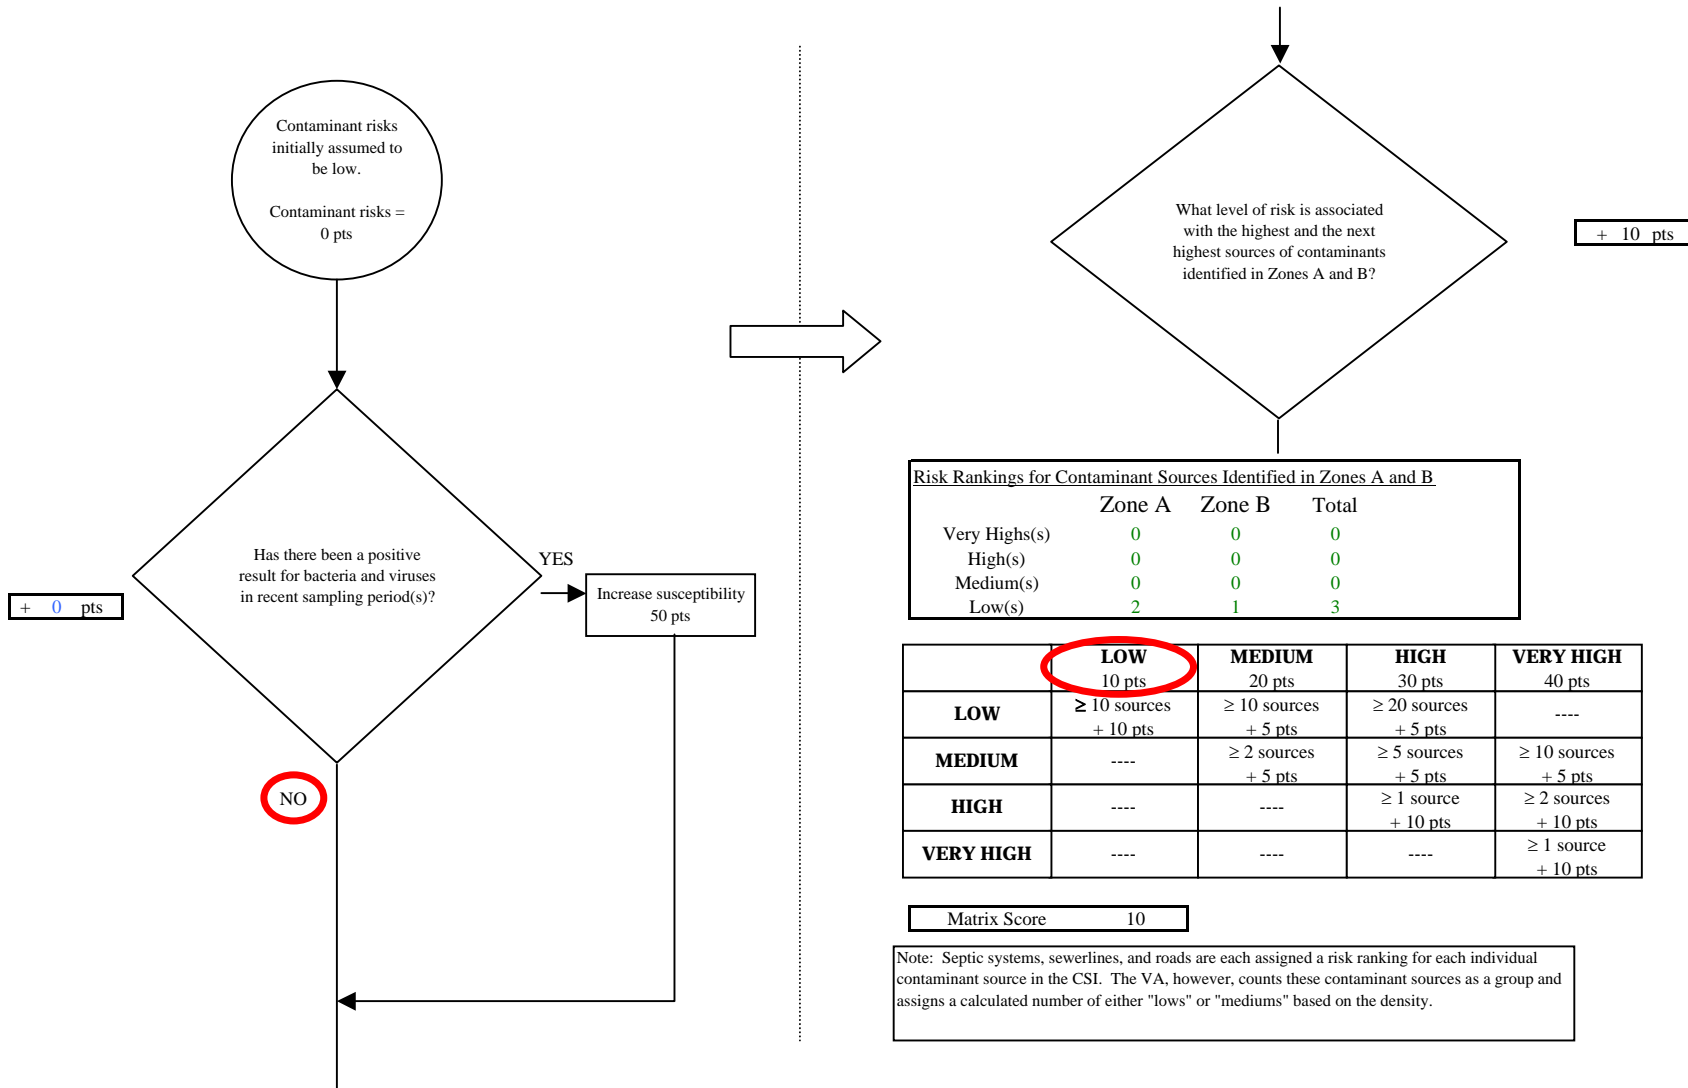 Contaminant risks
initially assumed to
be low.
Contaminant risks =
0 pts
Has there been a positive
result for bacteria and viruses
in recent sampling period(s)?
YES
Increase susceptibility
50 pts
+ 0 pts
NO
What level of risk is associated
with the highest and the next
highest sources of contaminants
identified in Zones A and B?
+ 10 pts
Risk Rankings for Contaminant Sources Identified in Zones A and B
Zone A Zone B Total
Very Highs(s) 0 0 0
High(s) 0 0 0
Medium(s) 0 0 0
Low(s) 2 1 3
LOW MEDIUM HIGH VERY HIGH
10 pts 20 pts 30 pts 40 pts
LOW ≥ 10 sources ≥ 10 sources ≥ 20 sources ----
+ 10 pts + 5 pts + 5 pts
MEDIUM ---- ≥ 2 sources ≥ 5 sources ≥ 10 sources
+ 5 pts + 5 pts + 5 pts
HIGH ---- ---- ≥ 1 source ≥ 2 sources
+ 10 pts + 10 pts
VERY HIGH ---- ---- ---- ≥ 1 source
+ 10 pts
Matrix Score 10
Note: Septic systems, sewerlines, and roads are each assigned a risk ranking for each individual
contaminant source in the CSI. The VA, however, counts these contaminant sources as a group and
assigns a calculated number of either "lows" or "mediums" based on the density.